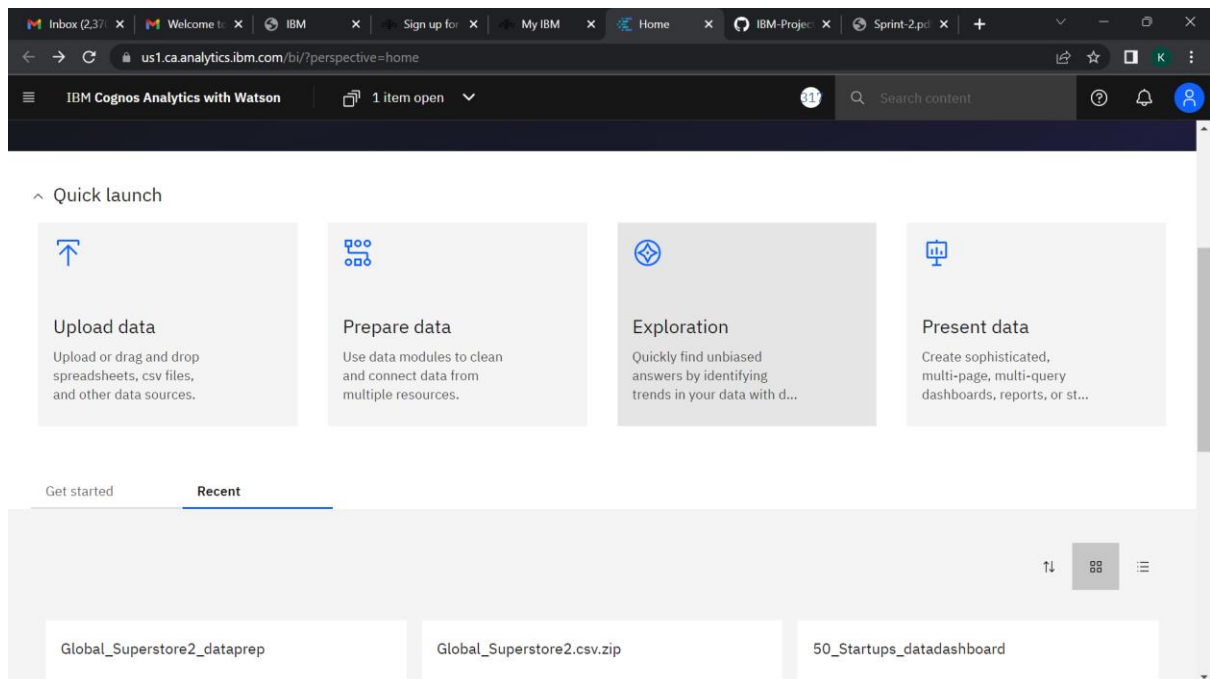 Inbox (2,37
Welcome to
IBM
Sign up for
My IBM
Home
IBM-Projec
Sprint-2.pd
us1.ca.analytics.ibm.com/bi/?perspective=home
K
IBM Cognos Analytics with Watson
1 item open
317
Search content
Quick launch
Upload data
Upload or drag and drop
spreadsheets, csv files,
and other data sources.
Prepare data
Use data modules to clean
and connect data from
multiple resources.
Exploration
Quickly find unbiased
answers by identifying
trends in your data with d...
Present data
Create sophisticated,
multi-page, multi-query
dashboards, reports, or st...
Get started
Recent
Global_Superstore2_dataprep
Global_Superstore2.csv.zip
50_Startups_datadashboard